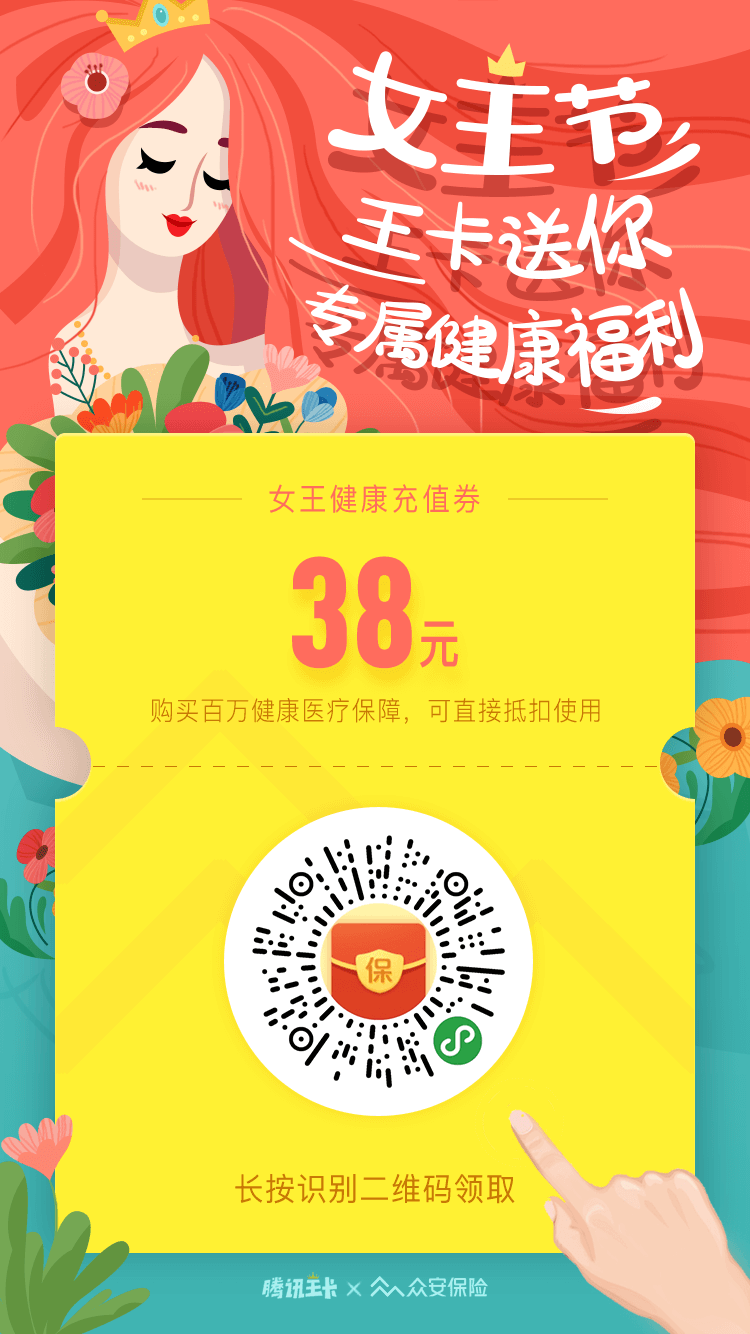 女王节
王卡送你
专属健康福利
女王健康充值券
38元
购买百万健康医疗保障，可直接抵扣使用
保
长按识别二维码领取
腾讯王卡 × 众安保险